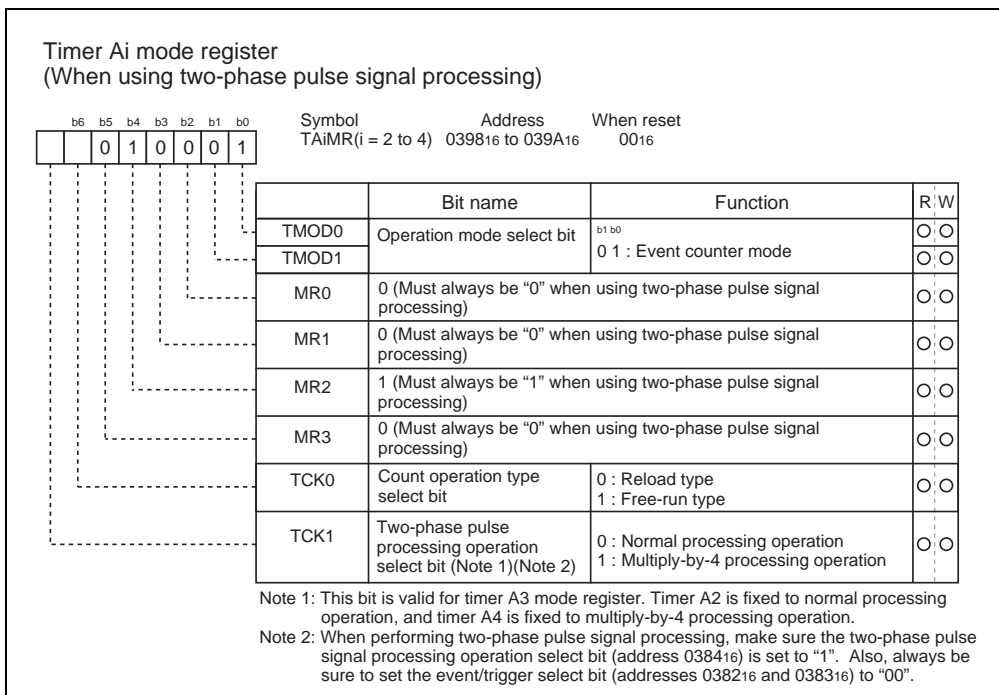 Timer Ai mode register
(When using two-phase pulse signal processing)
b6 b5 b4 b3 b2 b1 b0
0 1 0 0 0 1
Symbol Address When reset
TAiMR(i = 2 to 4) 039816 to 039A16 0016
Bit name Function R W
TMOD0 Operation mode select bit b1 b0
TMOD1 0 1 : Event counter mode
MR0 0 (Must always be “0” when using two-phase pulse signal
processing)
MR1 0 (Must always be “0” when using two-phase pulse signal
processing)
MR2 1 (Must always be “1” when using two-phase pulse signal
processing)
MR3 0 (Must always be “0” when using two-phase pulse signal
processing)
TCK0 Count operation type 0 : Reload type
select bit 1 : Free-run type
TCK1 Two-phase pulse
processing operation 0 : Normal processing operation
select bit (Note 1)(Note 2) 1 : Multiply-by-4 processing operation
Note 1: This bit is valid for timer A3 mode register. Timer A2 is fixed to normal processing
operation, and timer A4 is fixed to multiply-by-4 processing operation.
Note 2: When performing two-phase pulse signal processing, make sure the two-phase pulse
signal processing operation select bit (address 038416) is set to “1”. Also, always be
sure to set the event/trigger select bit (addresses 038216 and 038316) to “00”.